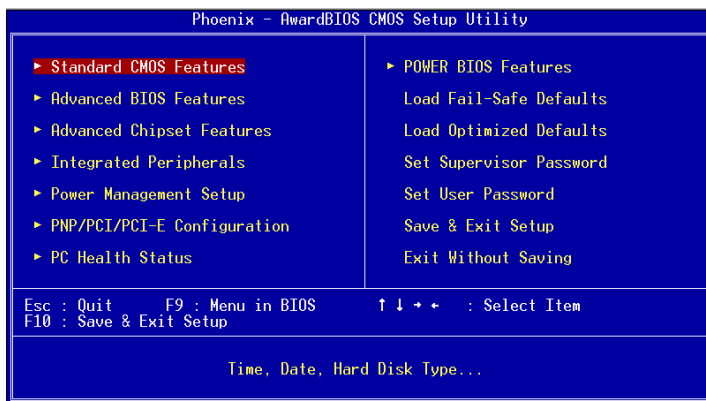 Phoenix - AwardBIOS CMOS Setup Utility
► Standard CMOS Features
► Advanced BIOS Features
► Advanced Chipset Features
► Integrated Peripherals
► Power Management Setup
► PNP/PCI/PCI-E Configuration
► PC Health Status
► POWER BIOS Features
Load Fail-Safe Defaults
Load Optimized Defaults
Set Supervisor Password
Set User Password
Save & Exit Setup
Exit Without Saving
Esc : Quit F9 : Menu in BIOS ↑ ↓ → ← : Select Item
F10 : Save & Exit Setup
Time, Date, Hard Disk Type...